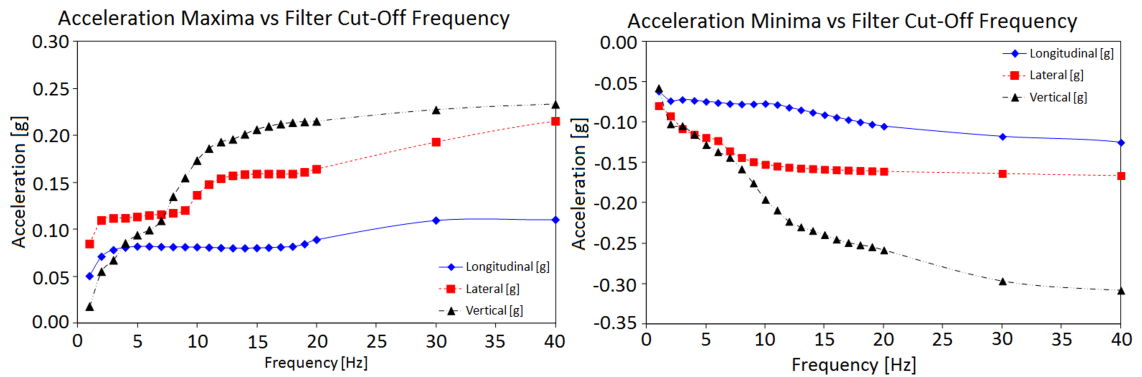 Acceleration Maxima vs Filter Cut-Off Frequency
0.30
0.25
0.20
0.15
0.10
0.05
0.00
Acceleration [g]
0
5
10
15
20
25
30
35
40
Frequency [Hz]
Longitudinal [g]
Lateral [g]
Vertical [g]
Acceleration Minima vs Filter Cut-Off Frequency
0.00
-0.05
-0.10
-0.15
-0.20
-0.25
-0.30
-0.35
Acceleration [g]
0
5
10
15
20
25
30
35
40
Frequency [Hz]
Longitudinal [g]
Lateral [g]
Vertical [g]